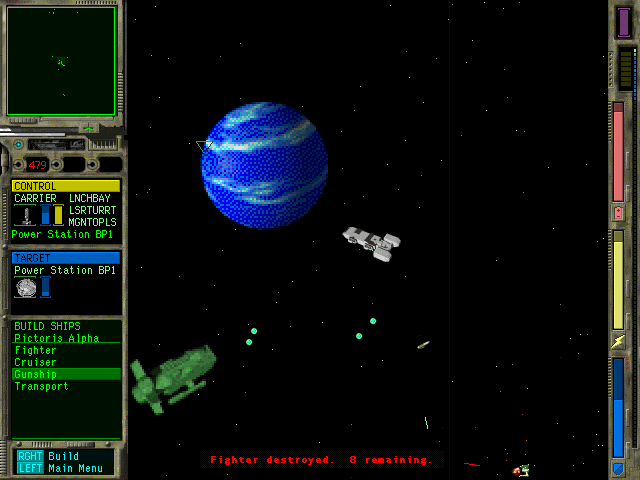 479
CONTROL
CARRIER LNCHBAY
LSRTURRT
MGNTOPLS
Power Station BP1
TARGET
Power Station BP1
BUILD SHIPS
Pictoris Alpha
Fighter
Cruiser
Gunship
Transport
RGHT Build
LEFT Main Menu
Fighter destroyed. 8 remaining.